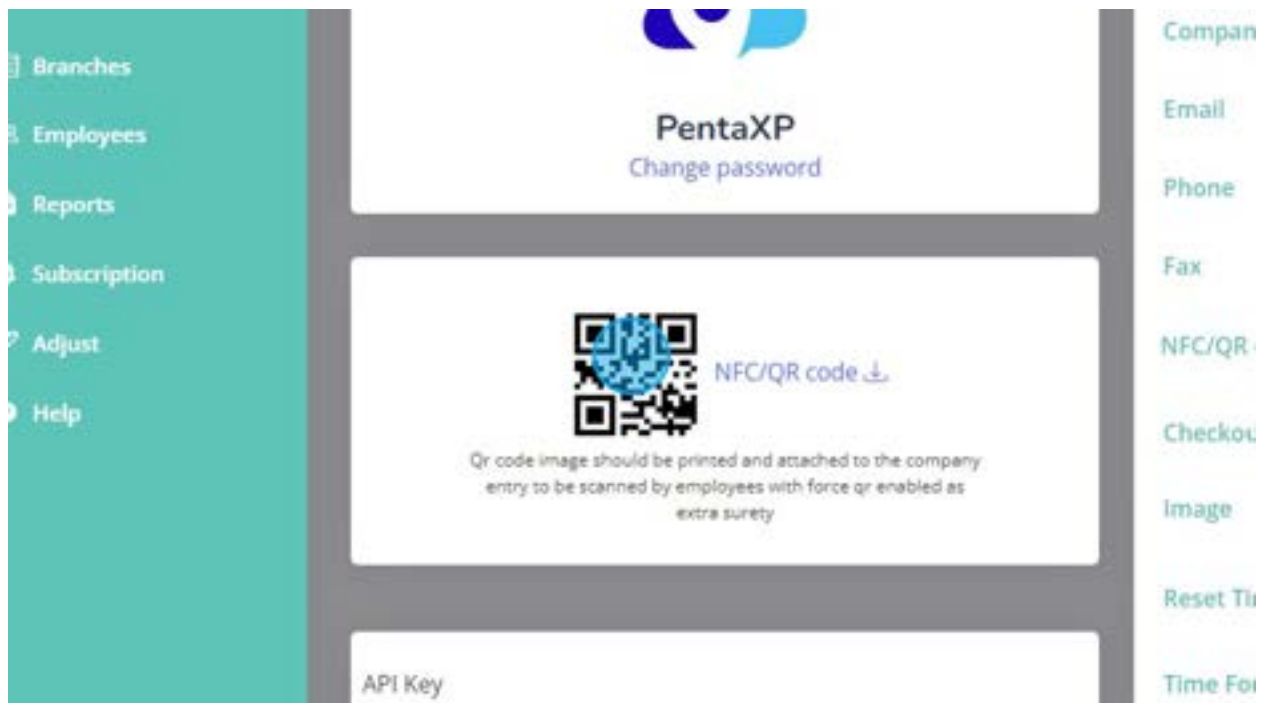 Branches
Employees
Reports
Subscription
Adjust
Help
PentaXP
Change password
NFC/QR code
Qr code image should be printed and attached to the company
entry to be scanned by employees with force qr enabled as
extra surety
API Key
Compan
Email
Phone
Fax
NFC/QR
Checkou
Image
Reset Ti
Time Fo